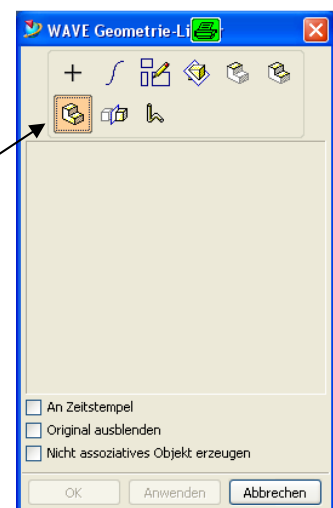 WAVE Geometrie-Li
An Zeitstempel
Original ausblenden
Nicht assoziatives Objekt erzeugen
OK Anwenden Abbrechen